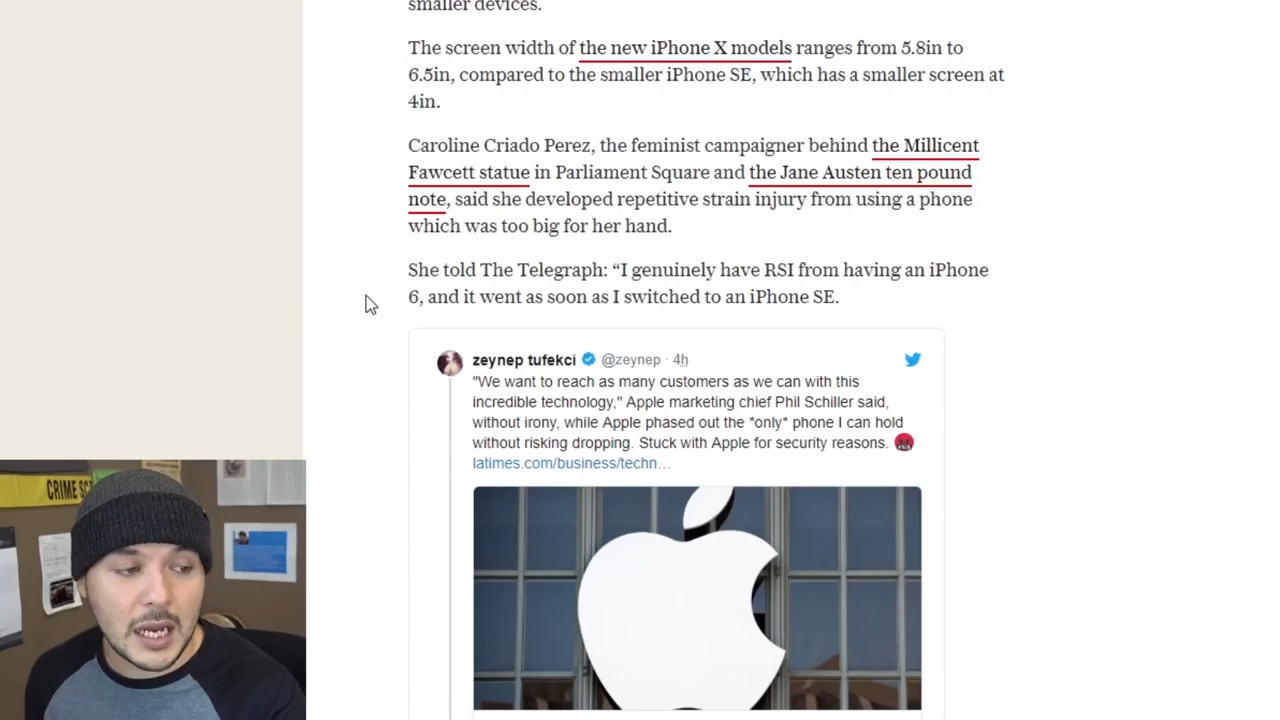 smaller devices.
The screen width of the new iPhone X models ranges from 5.8in to
6.5in, compared to the smaller iPhone SE, which has a smaller screen at
4in.
Caroline Criado Perez, the feminist campaigner behind the Millicent
Fawcett statue in Parliament Square and the Jane Austen ten pound
note, said she developed repetitive strain injury from using a phone
which was too big for her hand.
She told The Telegraph: “I genuinely have RSI from having an iPhone
6, and it went as soon as I switched to an iPhone SE.
zeynep tufekci @zeynep · 4h
"We want to reach as many customers as we can with this
incredible technology," Apple marketing chief Phil Schiller said,
without irony, while Apple phased out the *only* phone I can hold
without risking dropping. Stuck with Apple for security reasons.
latimes.com/business/techn…
CRIME